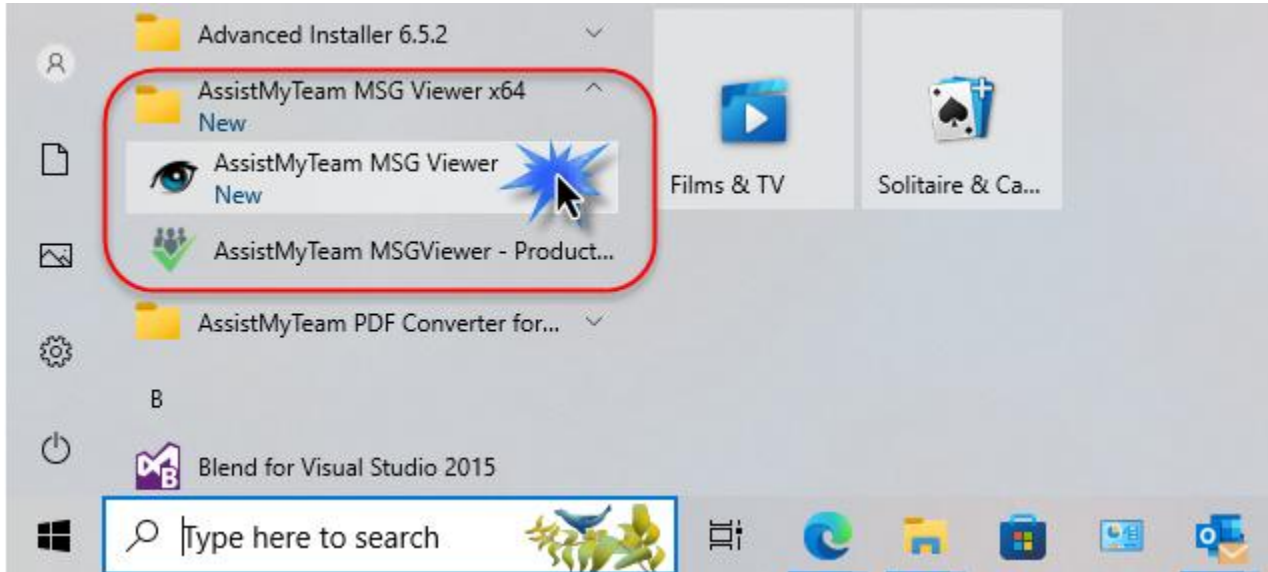 Advanced Installer 6.5.2
AssistMyTeam MSG Viewer x64
New
AssistMyTeam MSG Viewer
New
AssistMyTeam MSGViewer - Product...
AssistMyTeam PDF Converter for...
B
Blend for Visual Studio 2015
Films & TV
Solitaire & Ca...
Type here to search